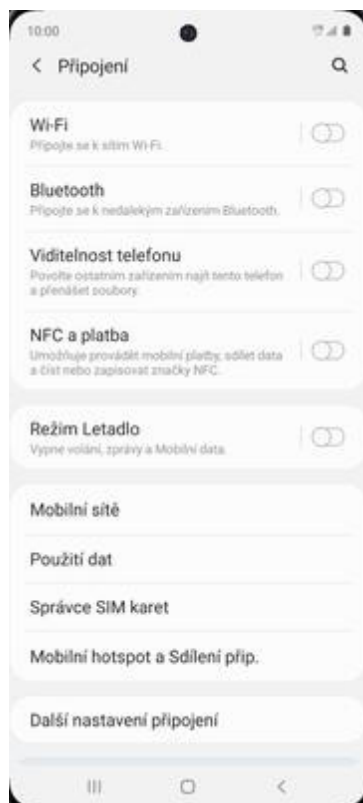 10:00
Připojení
Wi-Fi
Připojte se k sítím Wi-Fi.
Bluetooth
Připojte se k nedalekým zařízením Bluetooth.
Viditelnost telefonu
Povolte ostatním zařízením najít tento telefon
a přenášet soubory.
NFC a platba
Umožňuje provádět mobilní platby, sdílet data
a číst nebo zapisovat značky NFC.
Režim Letadlo
Vypne volání, zprávy a Mobilní data.
Mobilní sítě
Použití dat
Správce SIM karet
Mobilní hotspot a Sdílení přip.
Další nastavení připojení